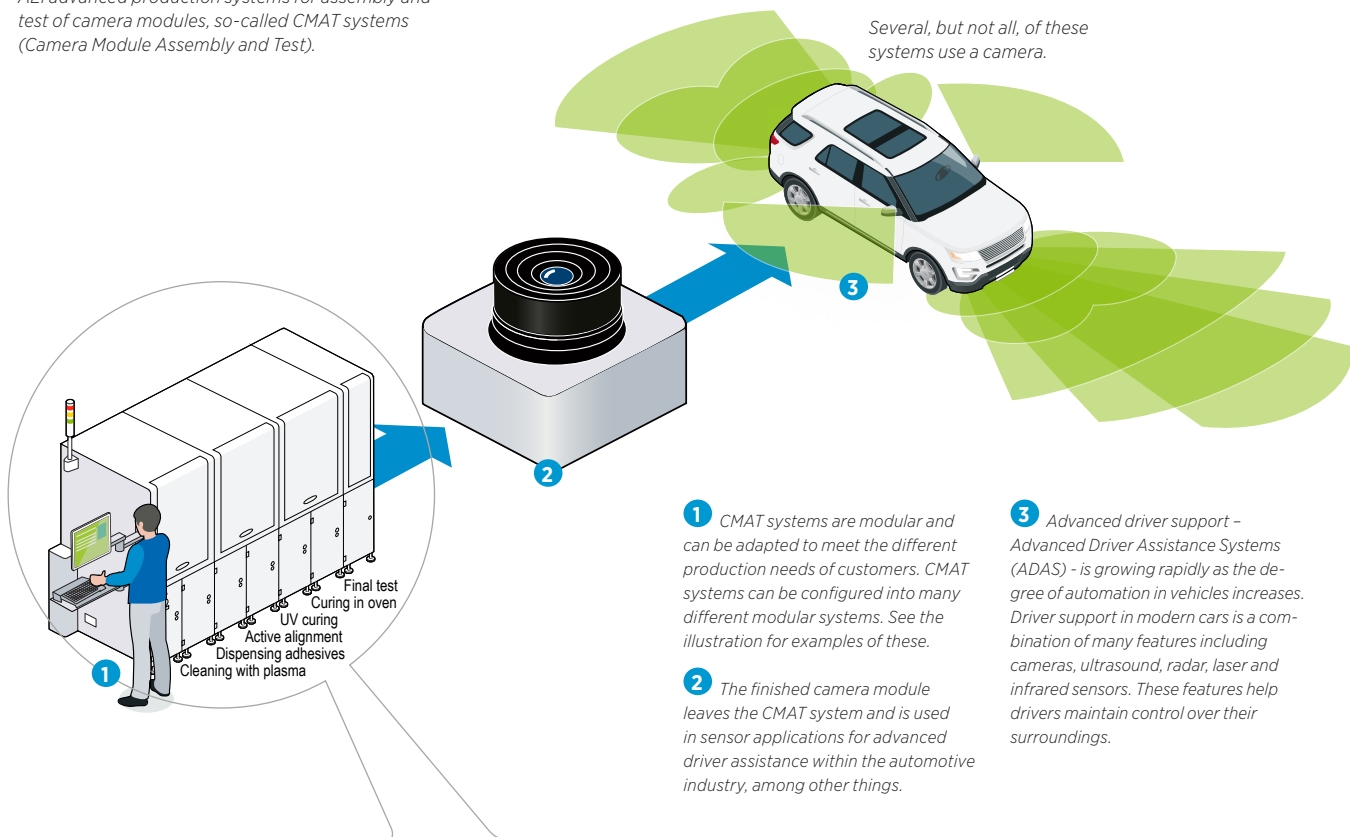 test of camera modules, so-called CMAT systems
(Camera Module Assembly and Test).
Several, but not all, of these
systems use a camera.
3
2
Final test
Curing in oven
UV curing
Active alignment
Dispensing adhesives
Cleaning with plasma
1
1 CMAT systems are modular and
can be adapted to meet the different
production needs of customers. CMAT
systems can be configured into many
different modular systems. See the
illustration for examples of these.
2 The finished camera module
leaves the CMAT system and is used
in sensor applications for advanced
driver assistance within the automotive
industry, among other things.
3 Advanced driver support –
Advanced Driver Assistance Systems
(ADAS) - is growing rapidly as the de-
gree of automation in vehicles increases.
Driver support in modern cars is a com-
bination of many features including
cameras, ultrasound, radar, laser and
infrared sensors. These features help
drivers maintain control over their
surroundings.